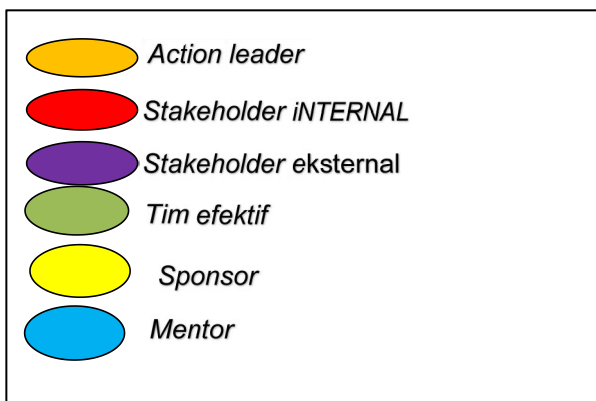 Action leader
Stakeholder iNTERNAL
Stakeholder eksternal
Tim efektif
Sponsor
Mentor